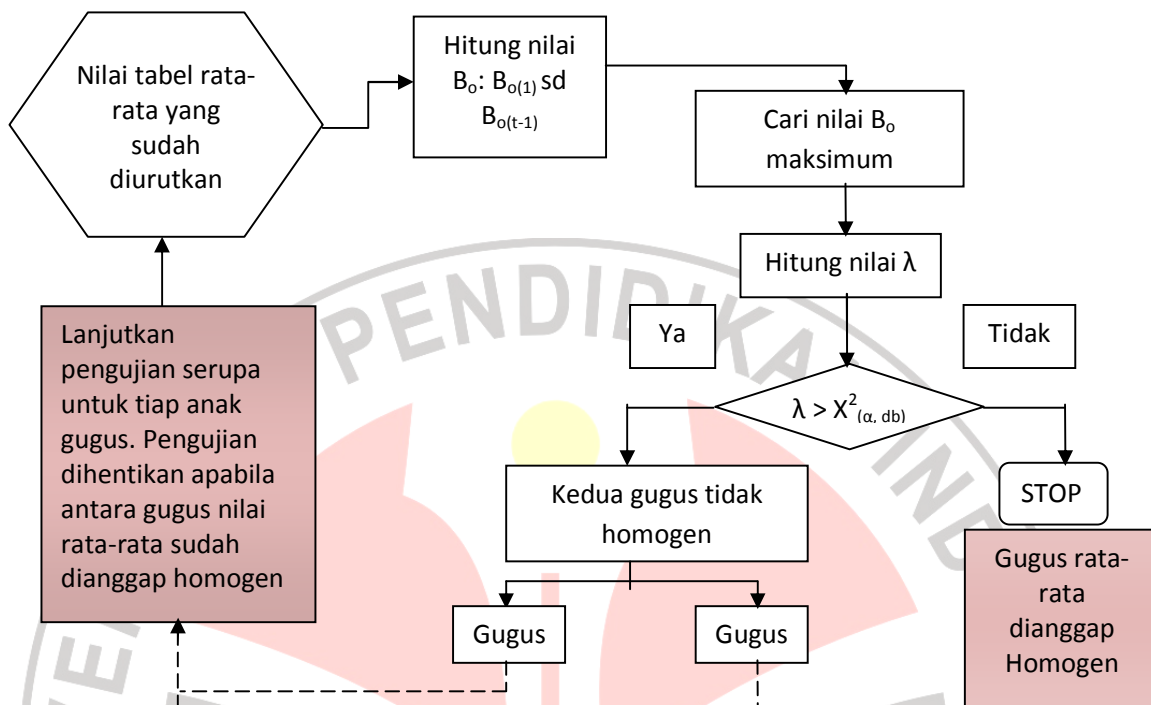 Nilai tabel rata-
rata yang
sudah
diurutkan
Hitung nilai
Bo: Bo(1) sd
Bo(t-1)
Cari nilai Bo
maksimum
Hitung nilai λ
Ya
Tidak
λ > X²(α, db)
Kedua gugus tidak
homogen
STOP
Gugus
Gugus
Gugus rata-
rata
dianggap
Homogen
Lanjutkan
pengujian serupa
untuk tiap anak
gugus. Pengujian
dihentikan apabila
antara gugus nilai
rata-rata sudah
dianggap homogen
PENDIDIKA
IND